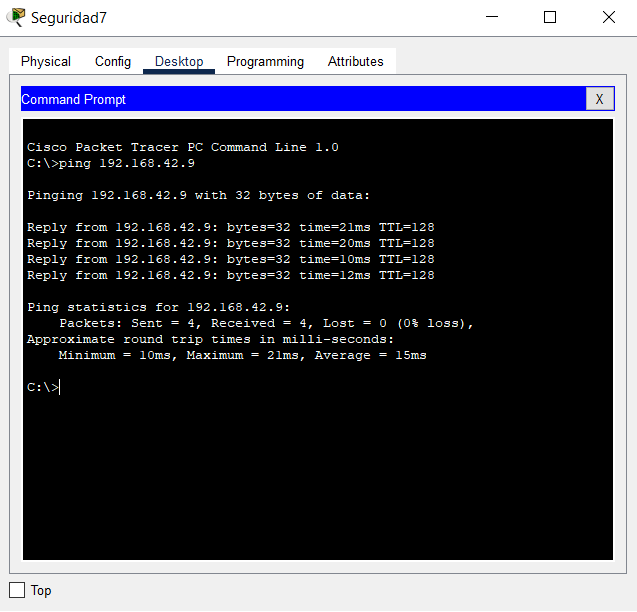 Seguridad7
Physical Config Desktop Programming Attributes
Command Prompt
X
Cisco Packet Tracer PC Command Line 1.0
C:\>ping 192.168.42.9
Pinging 192.168.42.9 with 32 bytes of data:
Reply from 192.168.42.9: bytes=32 time=21ms TTL=128
Reply from 192.168.42.9: bytes=32 time=20ms TTL=128
Reply from 192.168.42.9: bytes=32 time=10ms TTL=128
Reply from 192.168.42.9: bytes=32 time=12ms TTL=128
Ping statistics for 192.168.42.9:
Packets: Sent = 4, Received = 4, Lost = 0 (0% loss),
Approximate round trip times in milli-seconds:
Minimum = 10ms, Maximum = 21ms, Average = 15ms
C:\>
Top